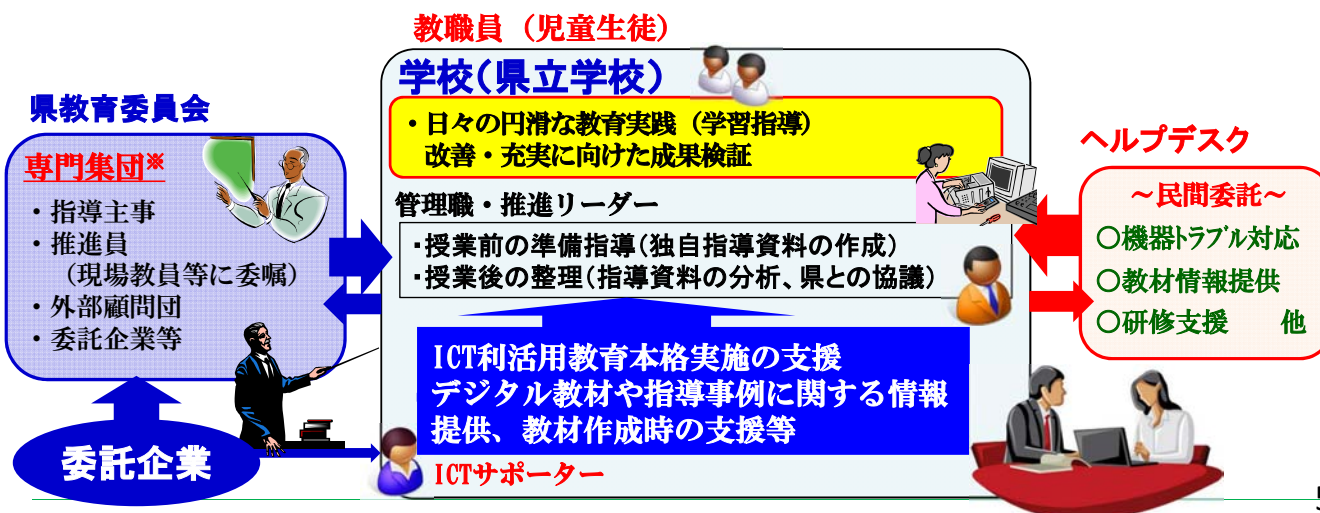 教職員（児童生徒）
学校（県立学校）
・日々の円滑な教育実践（学習指導）
改善・充実に向けた成果検証
管理職・推進リーダー
・授業前の準備指導（独自指導資料の作成）
・授業後の整理（指導資料の分析、県との協議）
ICT利活用教育本格実施の支援
デジタル教材や指導事例に関する情報
提供、教材作成時の支援等
ICTサポーター
県教育委員会
専門集団※
・指導主事
・推進員
（現場教員等に委嘱）
・外部顧問団
・委託企業等
委託企業
ヘルプデスク
～民間委託～
○機器トラブル対応
○教材情報提供
○研修支援　他